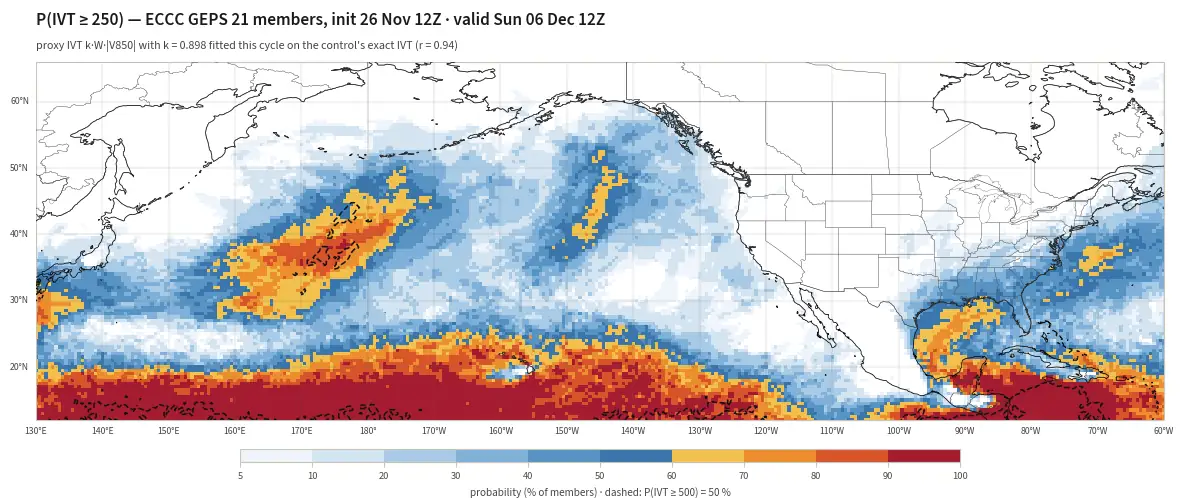 P(IVT ≥ 250) — ECCC GEPS 21 members, init 26 Nov 12Z · valid Sun 06 Dec 12Z
proxy IVT k·W·|V850| with k = 0.898 fitted this cycle on the control's exact IVT (r = 0.94)
60°N
50°N
40°N
30°N
20°N
130°E 140°E 150°E 160°E 170°E 180° 170°W 160°W 150°W 140°W 130°W 120°W 110°W 100°W 90°W 80°W 70°W 60°W
5 10 20 30 40 50 60 70 80 90 100
probability (% of members) · dashed: P(IVT ≥ 500) = 50 %